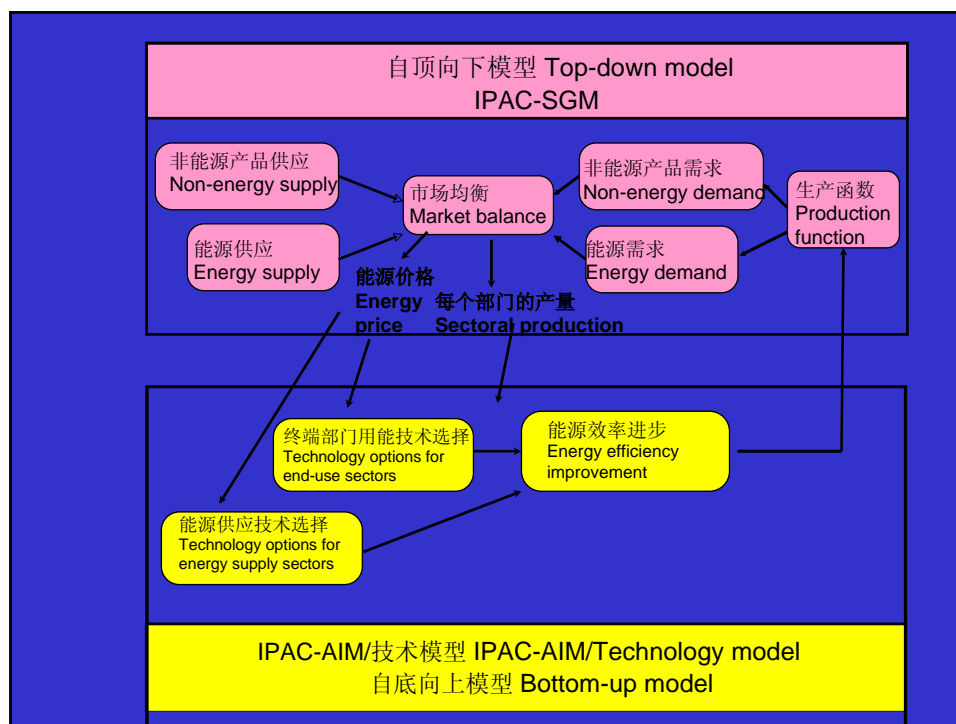 自顶向下模型 Top-down model
IPAC-SGM
非能源产品供应
Non-energy supply
能源供应
Energy supply
市场均衡
Market balance
非能源产品需求
Non-energy demand
能源需求
Energy demand
生产函数
Production
function
能源价格
Energy
price
每个部门的产量
Sectoral production
终端部门用能技术选择
Technology options for
end-use sectors
能源效率进步
Energy efficiency
improvement
能源供应技术选择
Technology options for
energy supply sectors
IPAC-AIM/技术模型 IPAC-AIM/Technology model
自底向上模型 Bottom-up model